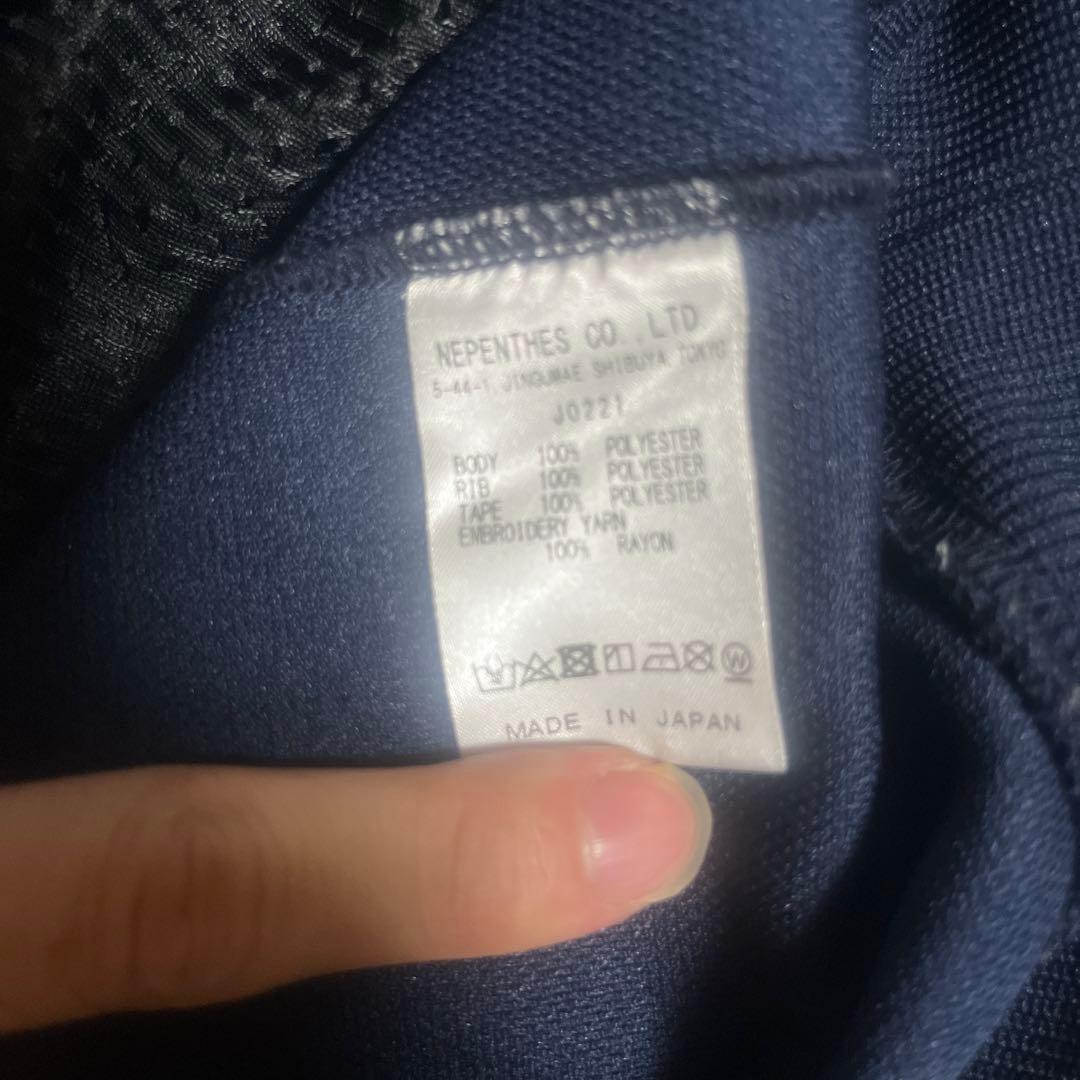 NEPENTHES CO.,LTD
5-44-1,JINGUMAE SHIBUYA TOKYO
J0221
BODY 100% POLYESTER
RIB 100% POLYESTER
TAPE 100% POLYESTER
EMBROIDERY YARN
100% RAYON
W
MADE IN JAPAN